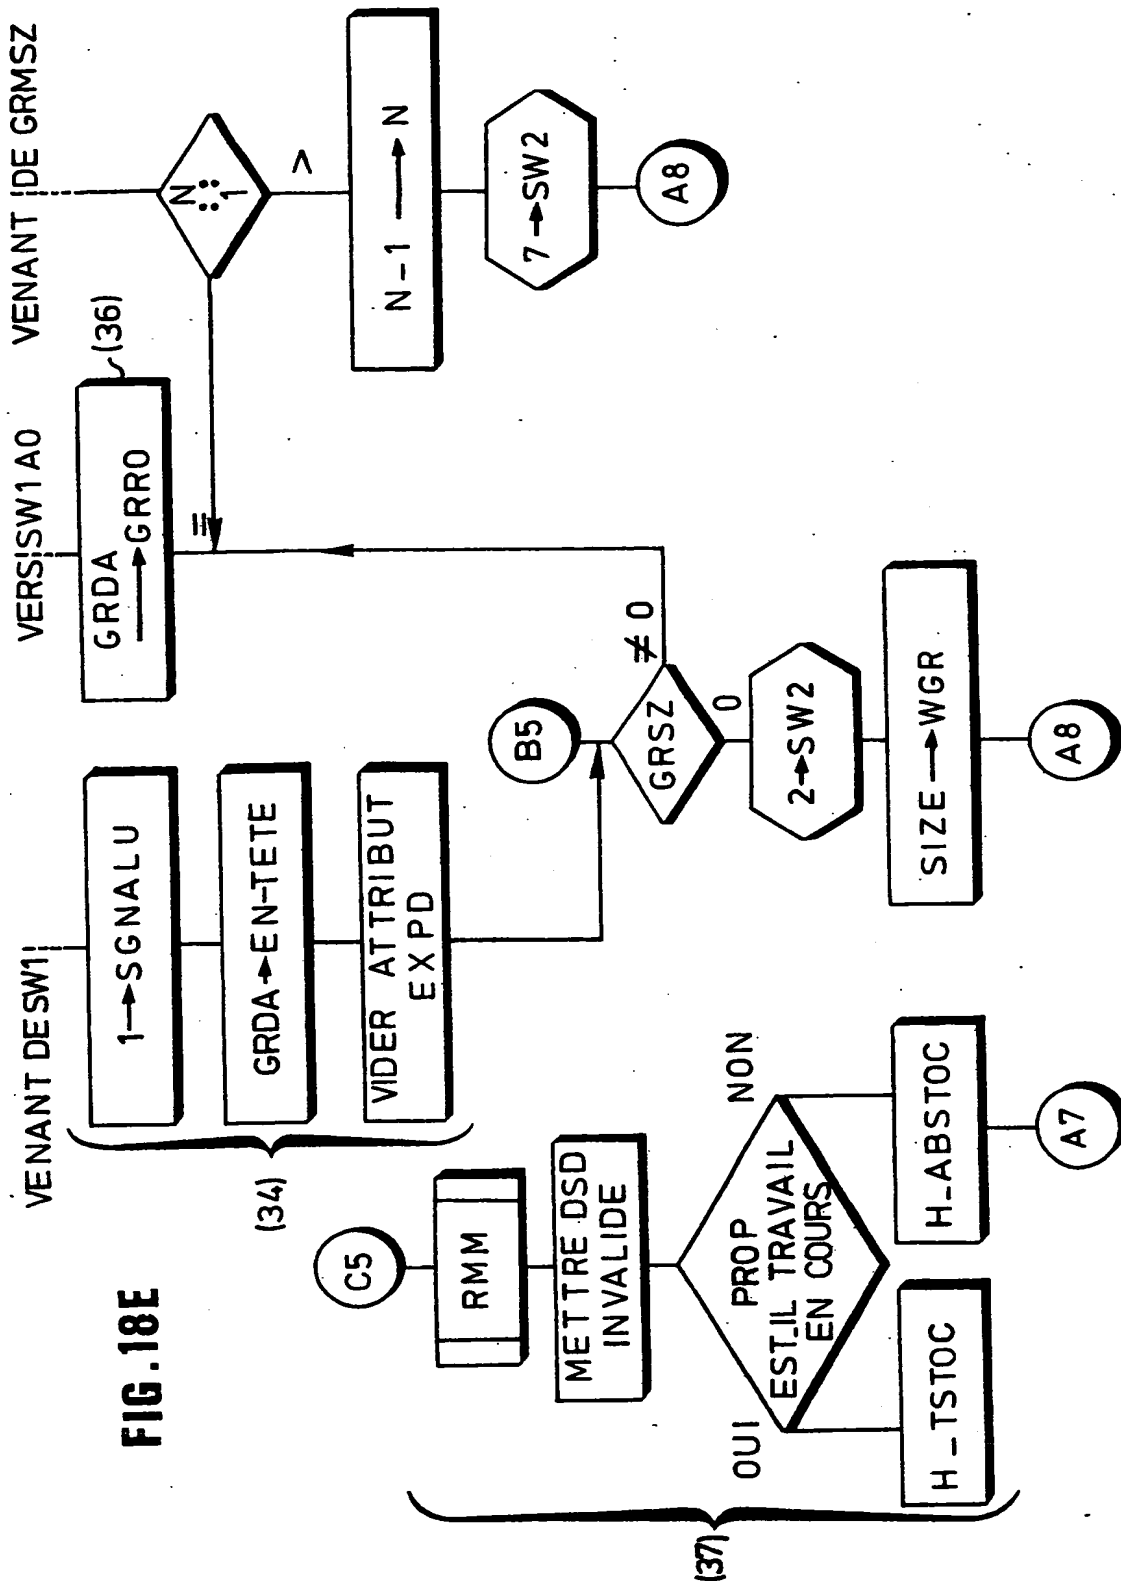 FIG.18E
VENANT DE SW1
1→SGNALU
GRDA→EN-TETE
VIDER ATTRIBUT
EXPD
(34)
VERS SW1 A0
GRDA
→GRR0
(36)
VENANT DE GRMSZ
N
:
1
=
>
N-1 → N
7→SW2
A8
B5
GRSZ
≠ 0
0
2→SW2
SIZE→WGR
A8
C5
RMM
METTRE DSD
INVALIDE
PROP
EST_IL TRAVAIL
EN COURS
OUI
NON
H_TSTOC
H_ABSTOC
A7
(37)